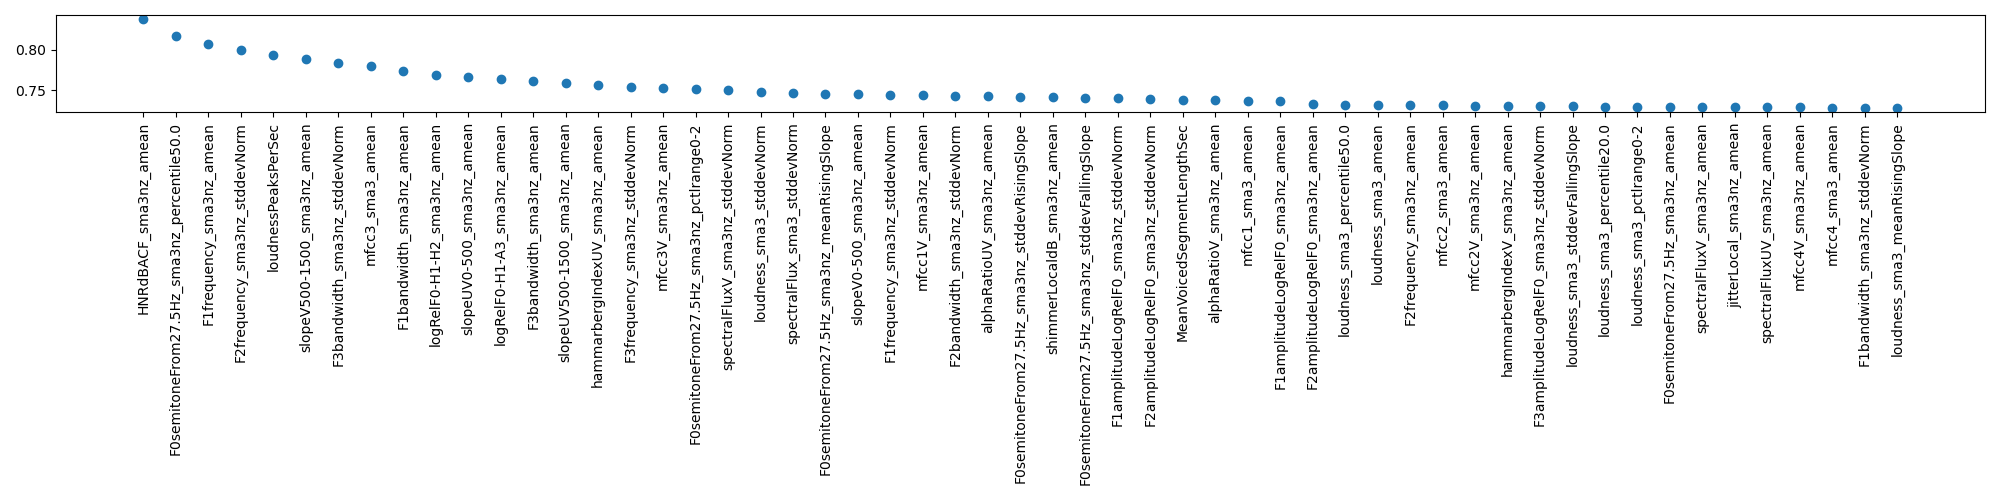 0.80
0.75
HNRdBACF_sma3nz_amean
F0semitoneFrom27.5Hz_sma3nz_percentile50.0
F1frequency_sma3nz_amean
F2frequency_sma3nz_stddevNorm
loudnessPeaksPerSec
slopeV500-1500_sma3nz_amean
F3bandwidth_sma3nz_stddevNorm
mfcc3_sma3_amean
F1bandwidth_sma3nz_amean
logRelF0-H1-H2_sma3nz_amean
slopeUV0-500_sma3nz_amean
logRelF0-H1-A3_sma3nz_amean
F3bandwidth_sma3nz_amean
slopeUV500-1500_sma3nz_amean
hammarbergIndexUV_sma3nz_amean
F3frequency_sma3nz_stddevNorm
mfcc3V_sma3nz_amean
F0semitoneFrom27.5Hz_sma3nz_pctlrange0-2
spectralFluxV_sma3nz_stddevNorm
loudness_sma3_stddevNorm
spectralFlux_sma3_stddevNorm
F0semitoneFrom27.5Hz_sma3nz_meanRisingSlope
slopeV0-500_sma3nz_amean
F1frequency_sma3nz_stddevNorm
mfcc1V_sma3nz_amean
F2bandwidth_sma3nz_stddevNorm
alphaRatioUV_sma3nz_amean
F0semitoneFrom27.5Hz_sma3nz_stddevRisingSlope
shimmerLocaldB_sma3nz_amean
F0semitoneFrom27.5Hz_sma3nz_stddevFallingSlope
F1amplitudeLogRelF0_sma3nz_stddevNorm
F2amplitudeLogRelF0_sma3nz_stddevNorm
MeanVoicedSegmentLengthSec
alphaRatioV_sma3nz_amean
mfcc1_sma3_amean
F1amplitudeLogRelF0_sma3nz_amean
F2amplitudeLogRelF0_sma3nz_amean
loudness_sma3_percentile50.0
loudness_sma3_amean
F2frequency_sma3nz_amean
mfcc2_sma3_amean
mfcc2V_sma3nz_amean
hammarbergIndexV_sma3nz_amean
F3amplitudeLogRelF0_sma3nz_stddevNorm
loudness_sma3_stddevFallingSlope
loudness_sma3_percentile20.0
loudness_sma3_pctlrange0-2
F0semitoneFrom27.5Hz_sma3nz_amean
spectralFluxV_sma3nz_amean
jitterLocal_sma3nz_amean
spectralFluxUV_sma3nz_amean
mfcc4V_sma3nz_amean
mfcc4_sma3_amean
F1bandwidth_sma3nz_stddevNorm
loudness_sma3_meanRisingSlope